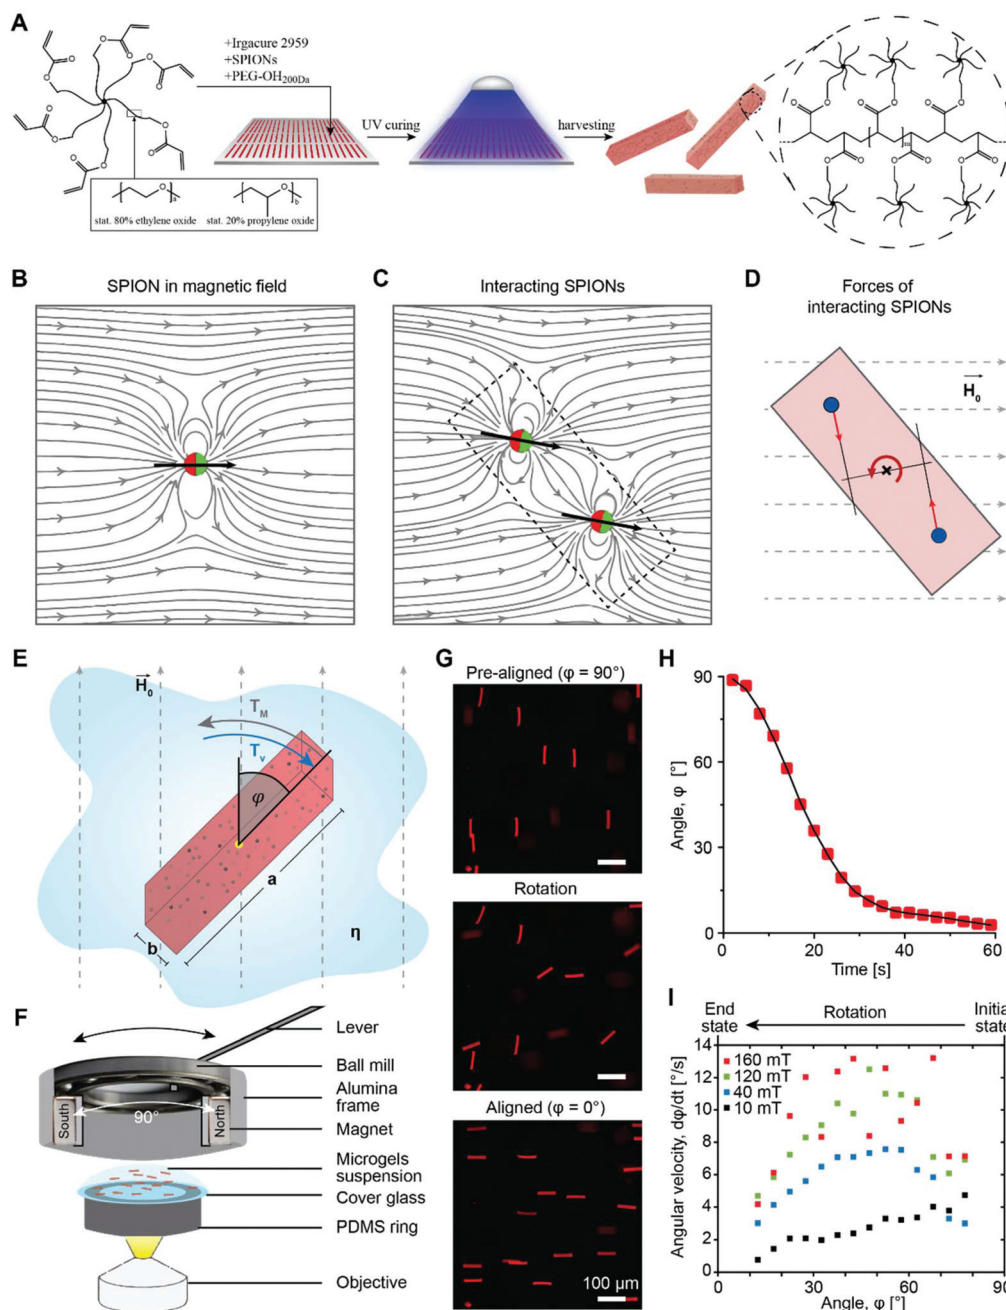 A
+Irgacure 2959
+SPIONs
+PEG-OH200Da
UV curing
harvesting
O
O
O
O
O
O
O
O
O
O
O
O
a
b
m
stat. 80% ethylene oxide
stat. 20% propylene oxide
B
SPION in magnetic field
C
Interacting SPIONs
D
Forces of
interacting SPIONs
H0
E
H0
TM
Tv
φ
a
b
η
F
Lever
Ball mill
Alumina
frame
Magnet
South
90°
North
Microgels
suspension
Cover glass
PDMS ring
Objective
G
Pre-aligned (φ = 90°)
Rotation
Aligned (φ = 0°)
100 µm
H
Angle, φ [°]
90
60
30
0
0
20
40
60
Time [s]
I
End
state
Rotation
Initial
state
Angular velocity, dφ/dt [°/s]
14
12
10
8
6
4
2
0
160 mT
120 mT
40 mT
10 mT
0
30
60
90
Angle, φ [°]